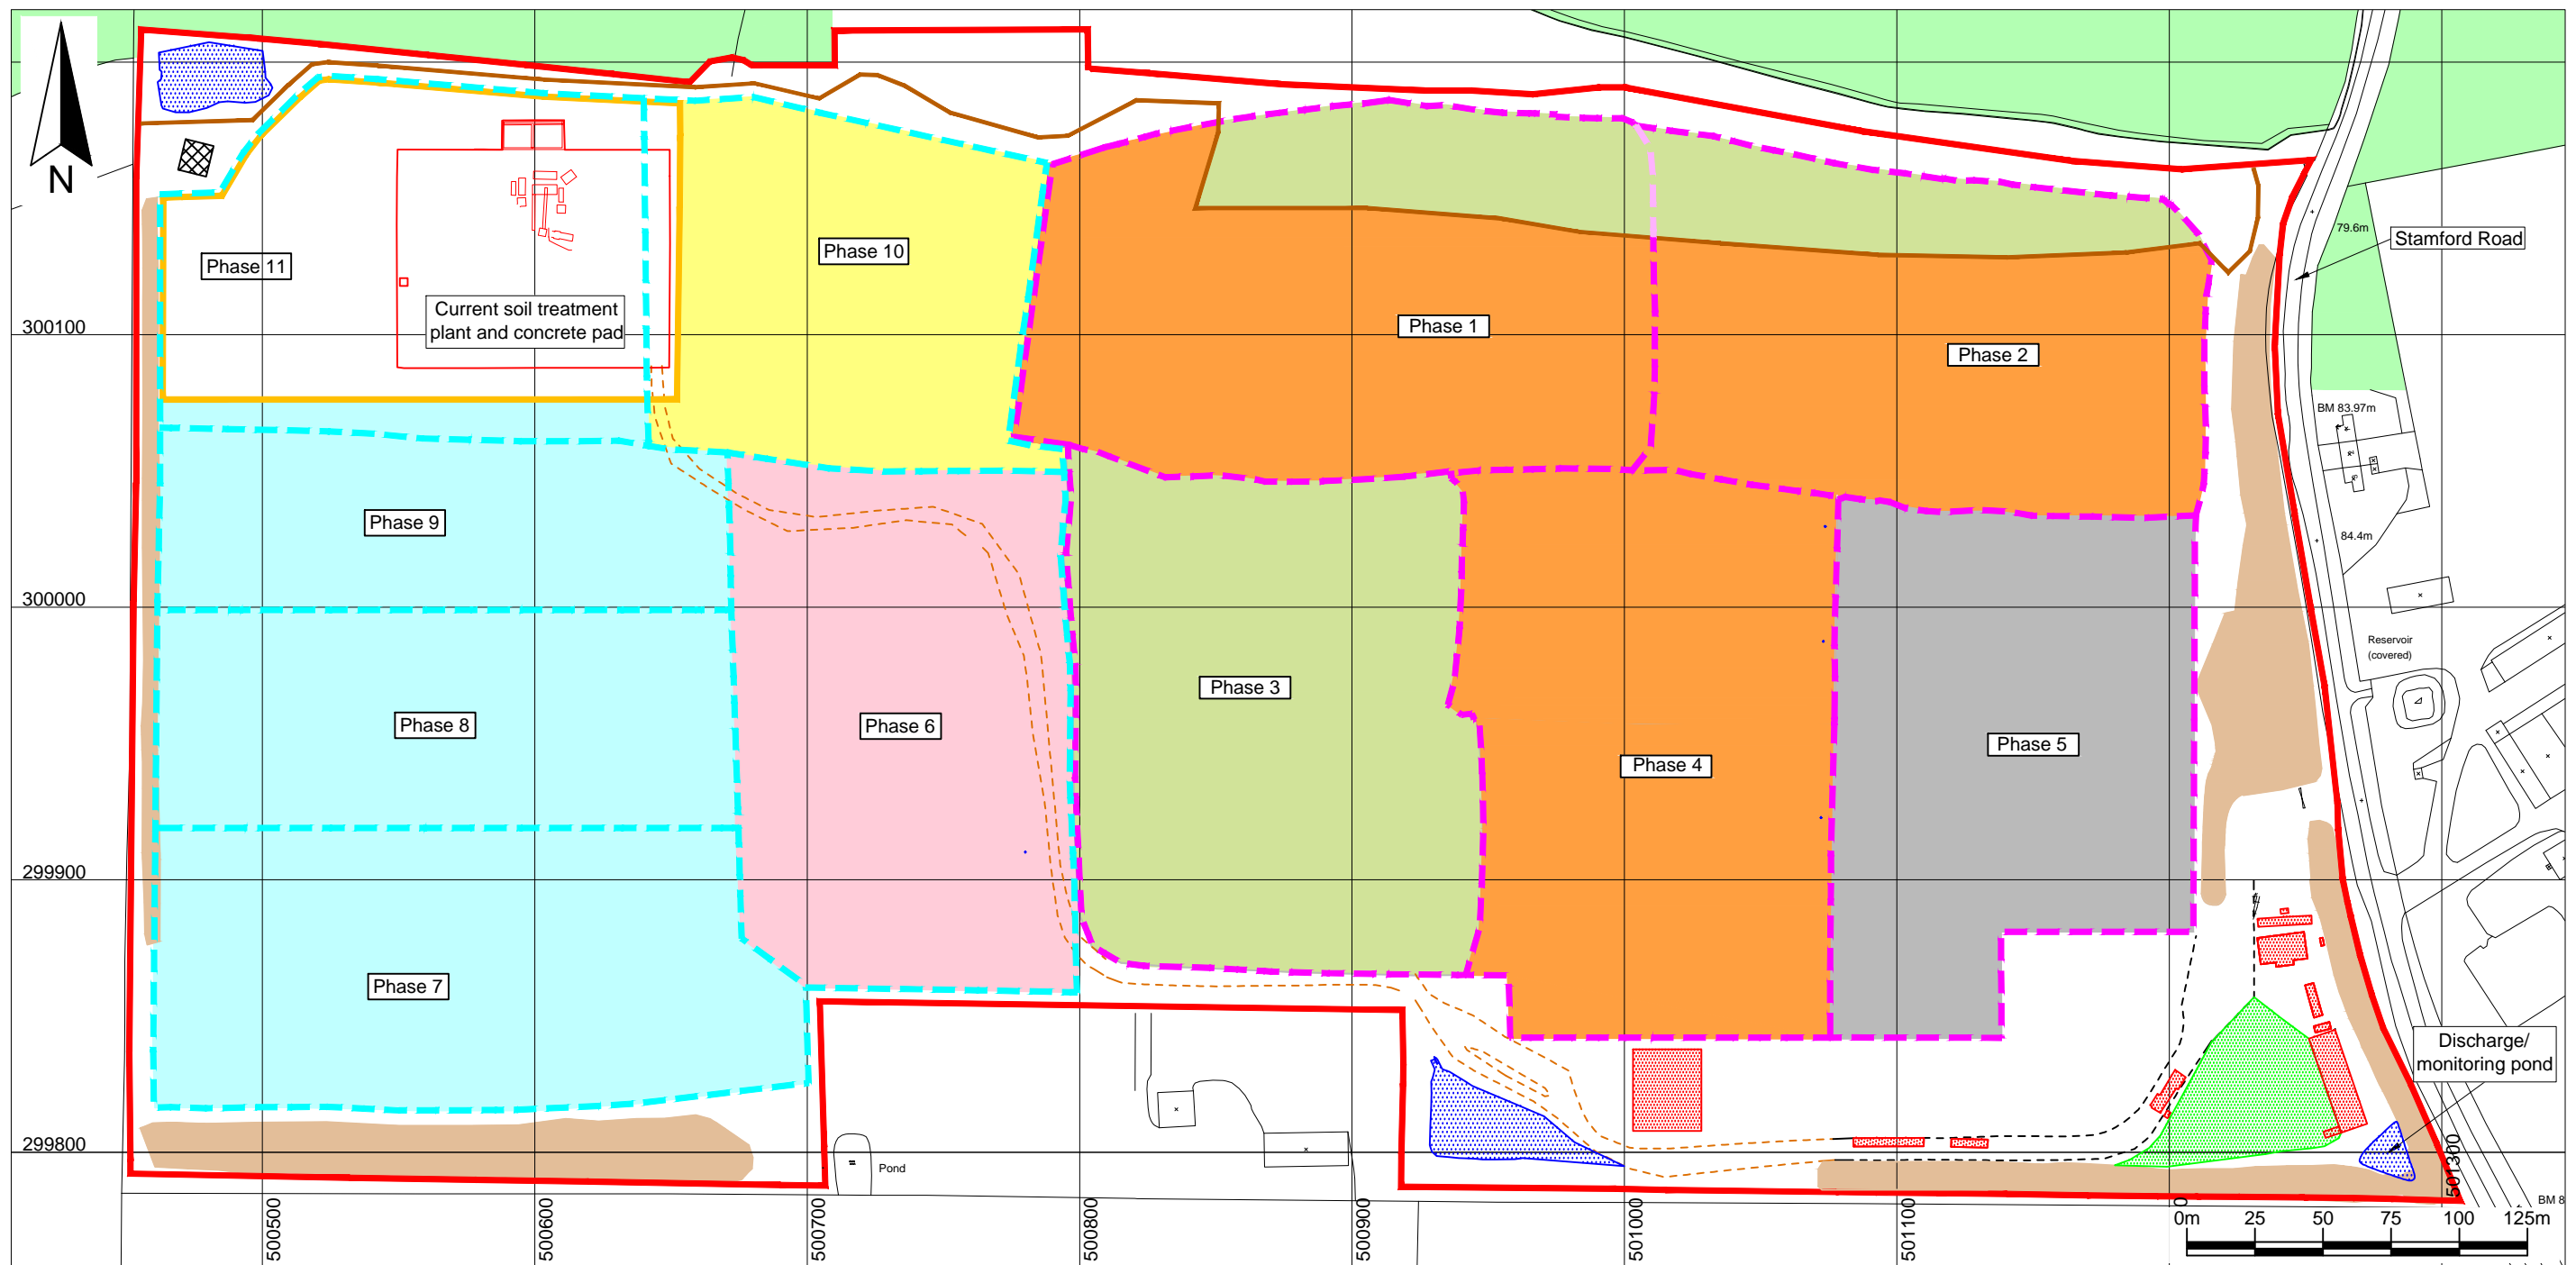 N
79.6m
Stamford Road
Phase 10
Phase 11
Current soil treatment
plant and concrete pad
300100
Phase 1
Phase 2
BM 83.97m
Phase 9
84.4m
300000
Reservoir
(covered)
Phase 3
Phase 8
Phase 6
Phase 5
Phase 4
299900
Phase 7
Discharge/
monitoring pond
299800
Pond
500500
500600
500700
500800
500900
501000
501100
501300
BM 8
0m 25 50 75 100 125m